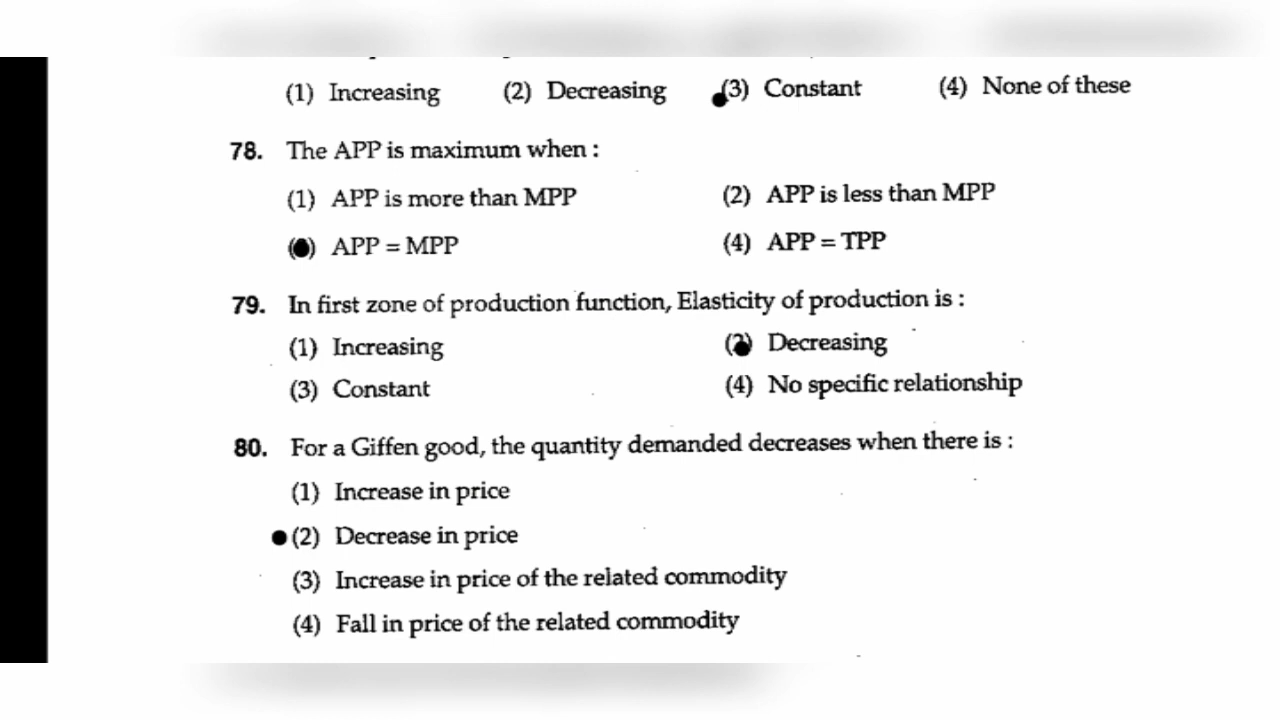 (1) Increasing (2) Decreasing (3) Constant (4) None of these
78. The APP is maximum when :
(1) APP is more than MPP (2) APP is less than MPP
( ) APP = MPP (4) APP = TPP
79. In first zone of production function, Elasticity of production is :
(1) Increasing (2) Decreasing
(3) Constant (4) No specific relationship
80. For a Giffen good, the quantity demanded decreases when there is :
(1) Increase in price
(2) Decrease in price
(3) Increase in price of the related commodity
(4) Fall in price of the related commodity